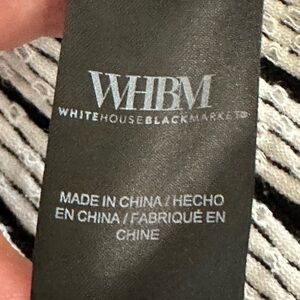 WHBM
WHITEHOUSEBLACKMARKET
MADE IN CHINA / HECHO
EN CHINA / FABRIQUÉ EN
CHINE